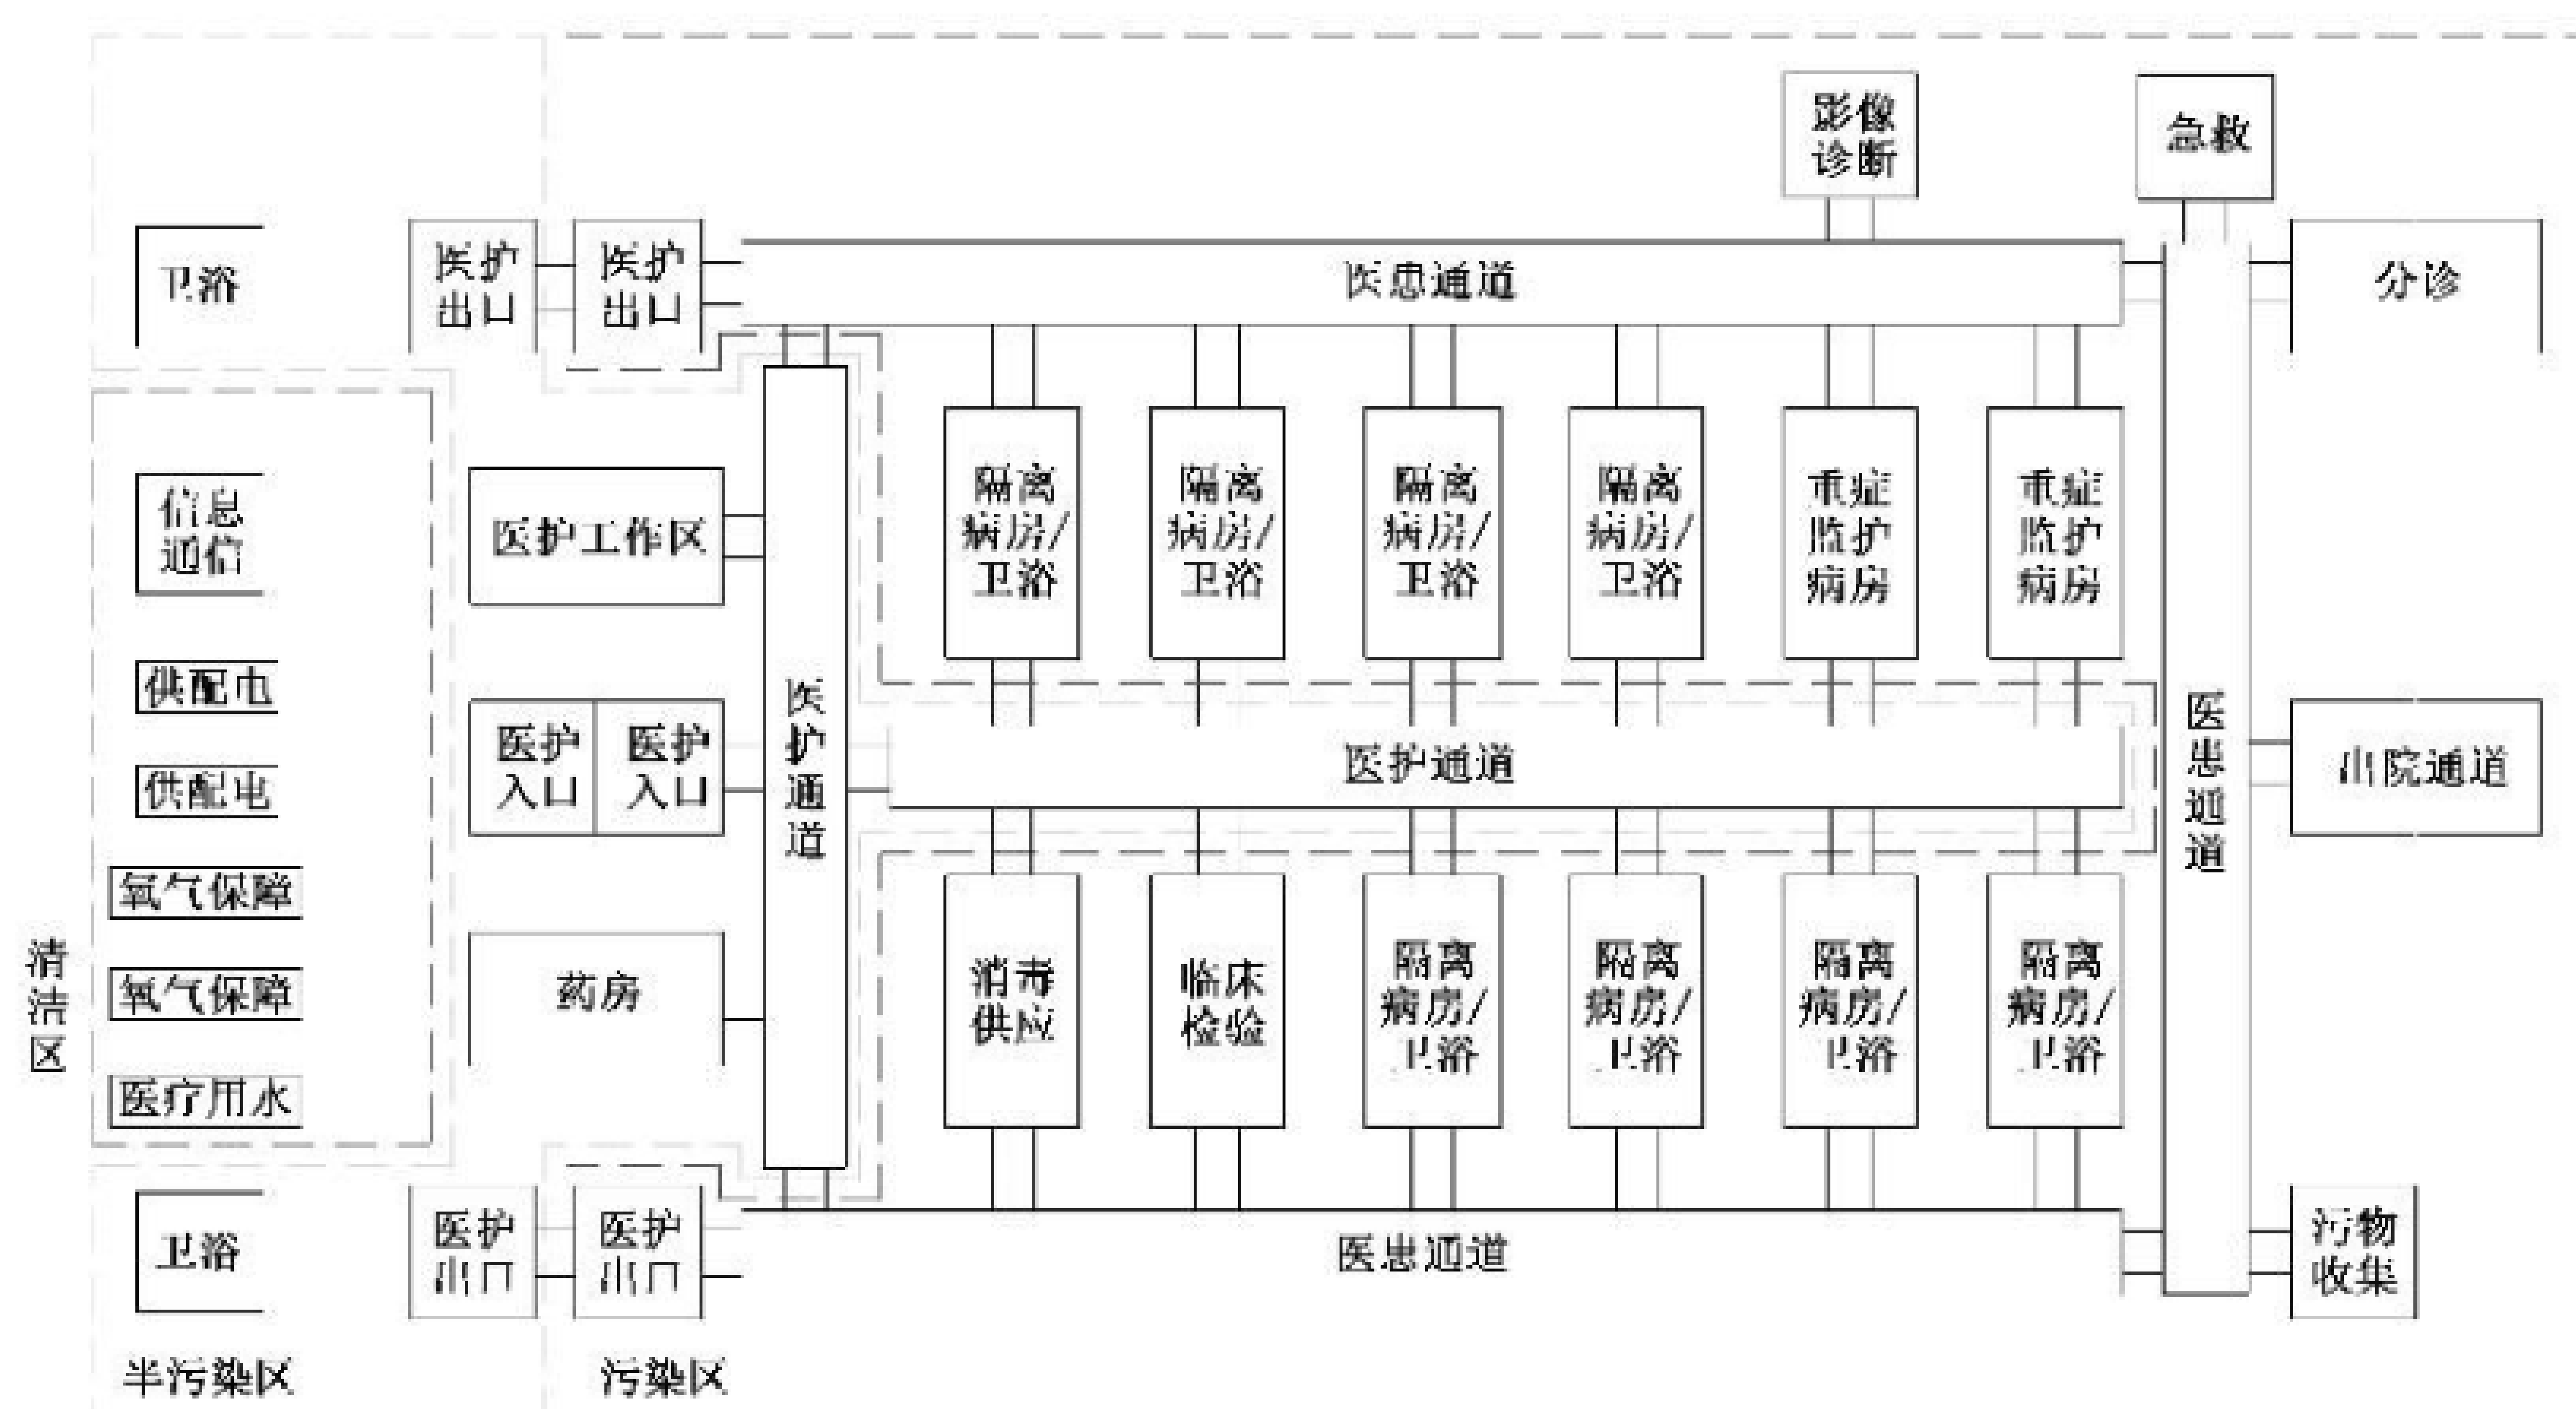 影像
诊断
急救
卫浴
医护
出口
医护
出口
医患通道
分诊
信息
通信
医护工作区
隔离
病房/
卫浴
隔离
病房/
卫浴
隔离
病房/
卫浴
隔离
病房/
卫浴
重症
监护
病房
重症
监护
病房
供配电
供配电
医护
入口
医护
入口
医护通道
医护通道
医患通道
出院通道
氧气保障
氧气保障
医疗用水
清洁区
药房
消毒
供应
临床
检验
隔离
病房/
卫浴
隔离
病房/
卫浴
隔离
病房/
卫浴
隔离
病房/
卫浴
卫浴
医护
出口
医护
出口
医患通道
污物
收集
半污染区
污染区